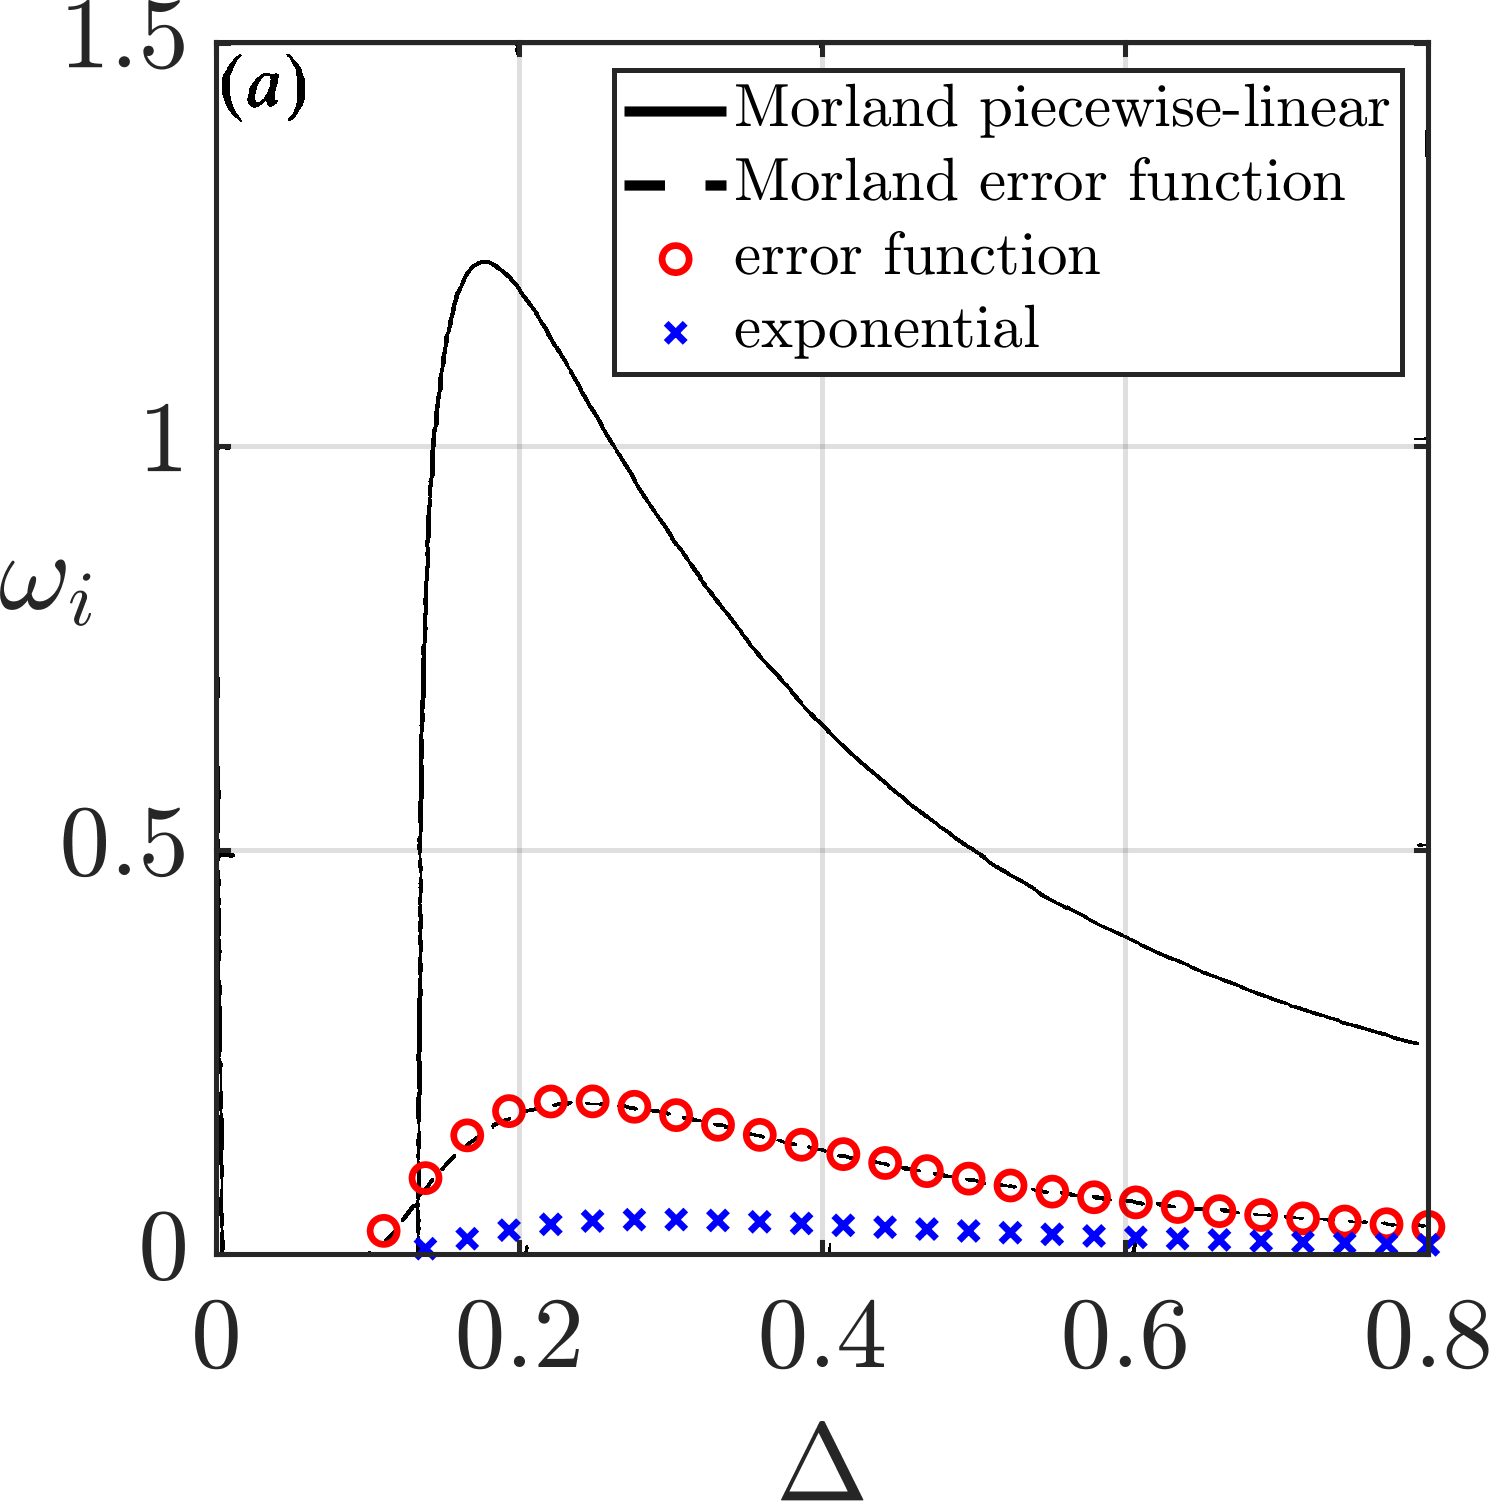 1.5
(a)
Morland piecewise-linear
Morland error function
error function
exponential
1
ωi
0.5
0
0 0.2 0.4 0.6 0.8
Δ